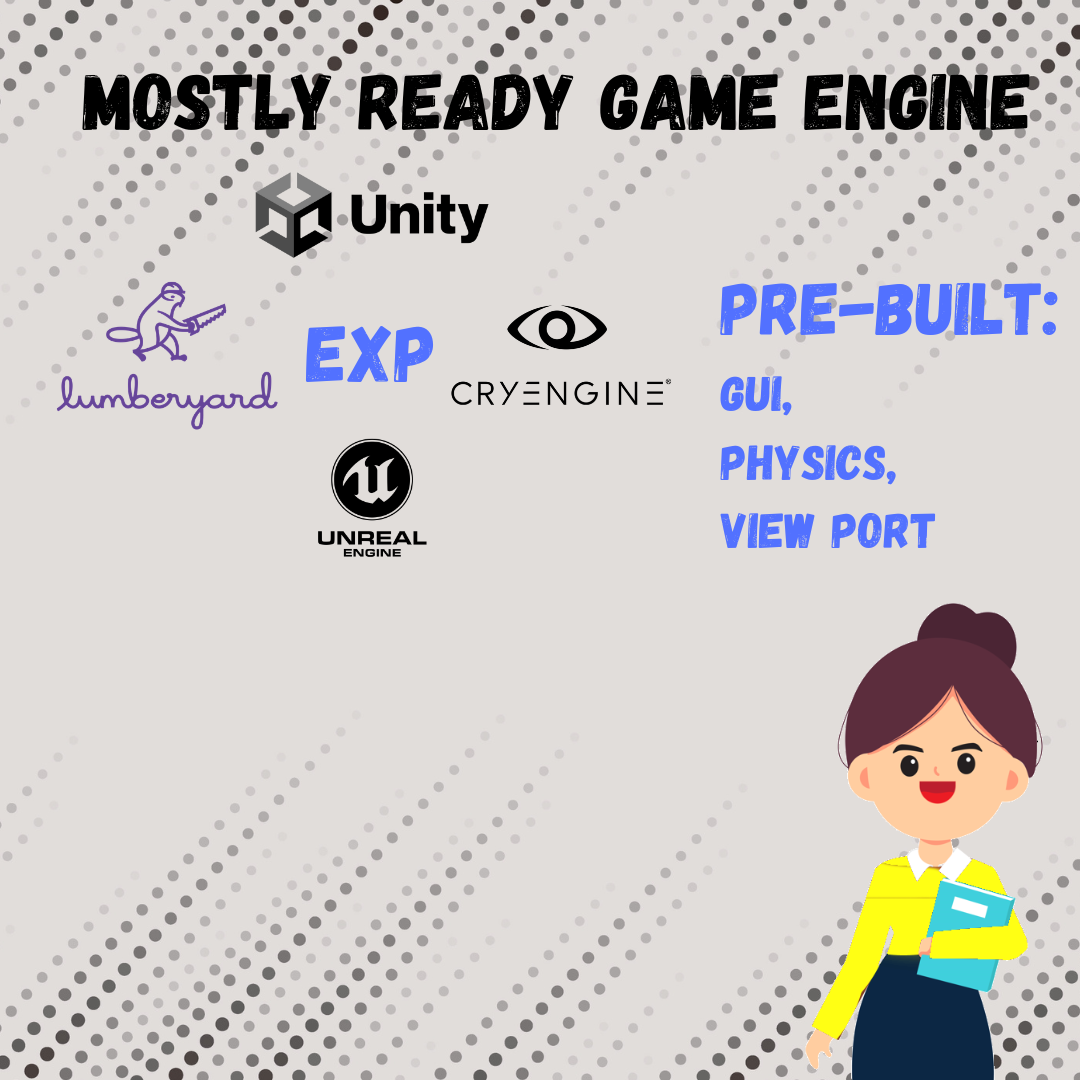 MOSTLY READY GAME ENGINE
Unity
lumberyard
EXP
CRYENGINE®
UNREAL
ENGINE
PRE-BUILT:
GUI,
PHYSICS,
VIEW PORT